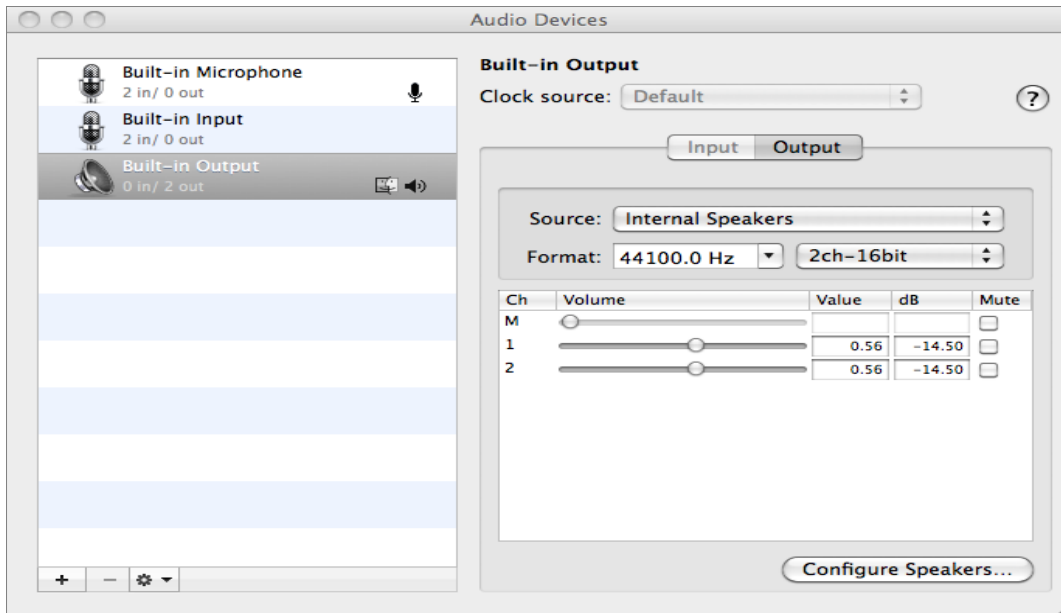 Audio Devices
Built-in Microphone
2 in/ 0 out
Built-in Input
2 in/ 0 out
Built-in Output
0 in/ 2 out
+ −
Built-in Output
Clock source: Default
?
Input Output
Source: Internal Speakers
Format: 44100.0 Hz 2ch-16bit
Ch Volume Value dB Mute
M
1 0.56 -14.50
2 0.56 -14.50
Configure Speakers...